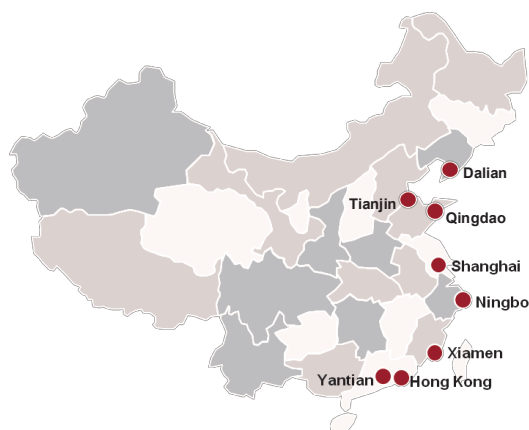 Dalian
Tianjin
Qingdao
Shanghai
Ningbo
Xiamen
Yantian
Hong Kong